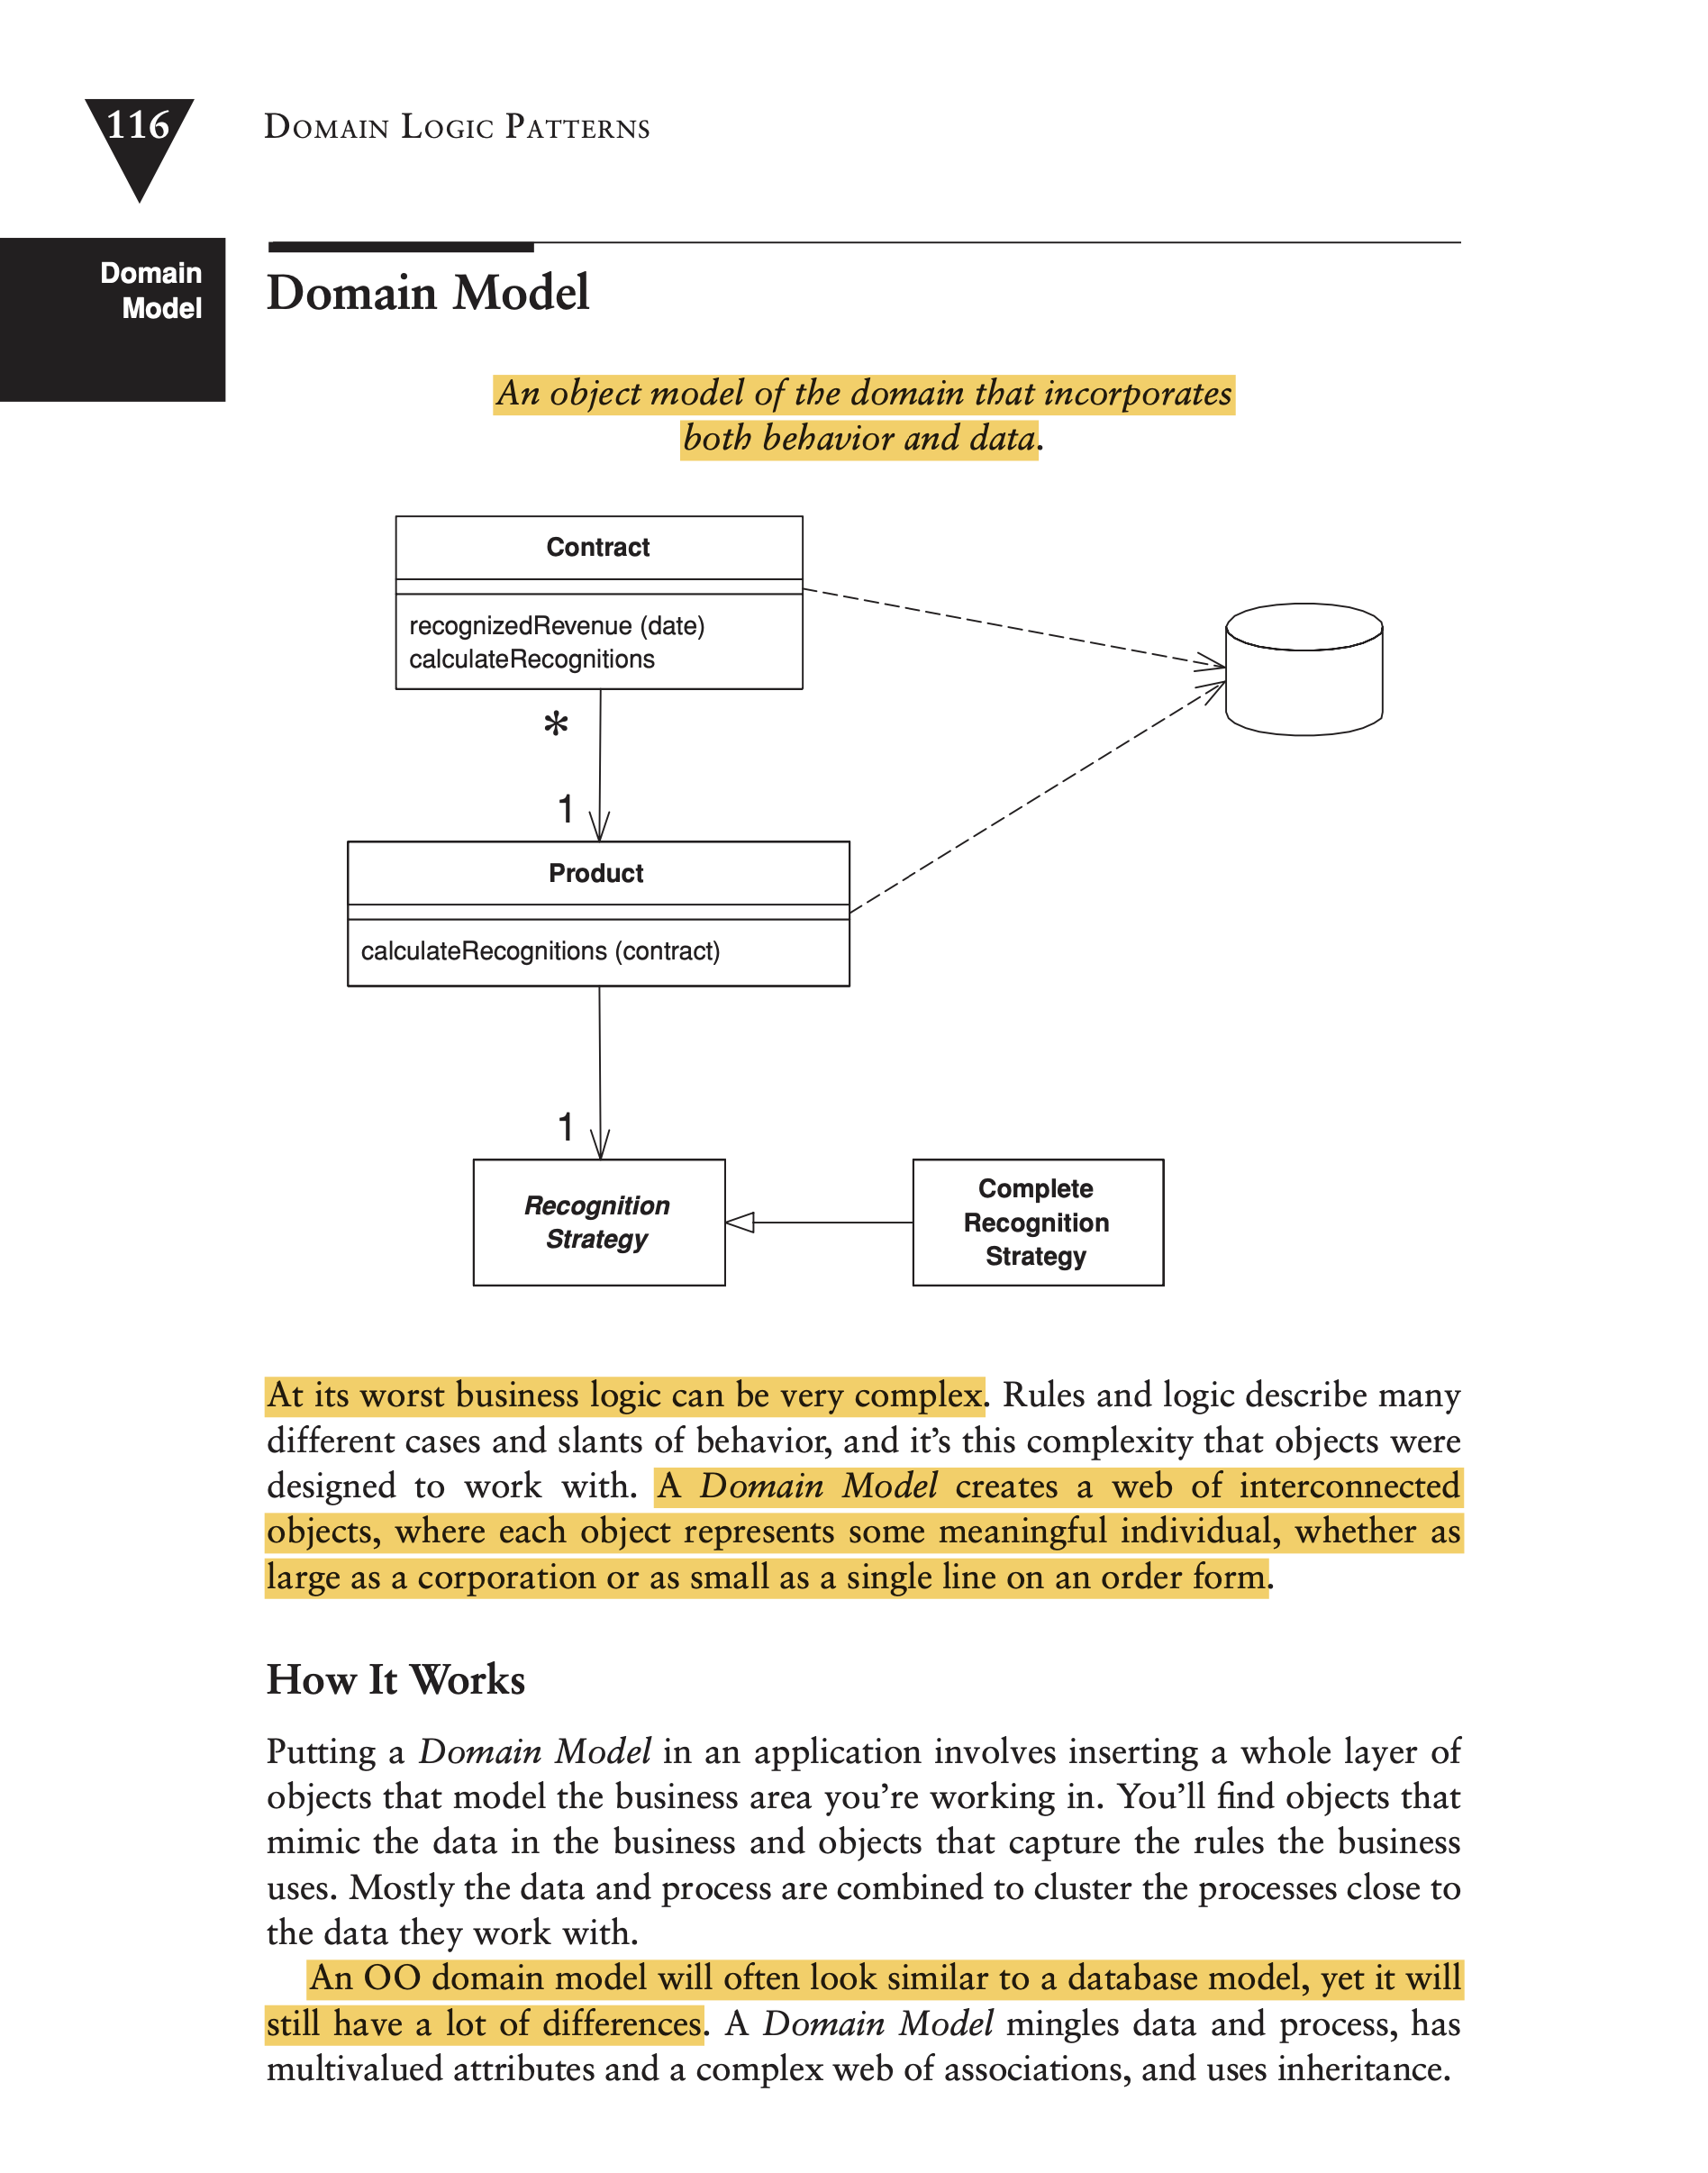 116
DOMAIN LOGIC PATTERNS
Domain
Model
Domain Model
An object model of the domain that incorporates
both behavior and data.
Contract
recognizedRevenue (date)
calculateRecognitions
*
1
Product
calculateRecognitions (contract)
1
Recognition
Strategy
Complete
Recognition
Strategy
At its worst business logic can be very complex. Rules and logic describe many
different cases and slants of behavior, and it’s this complexity that objects were
designed to work with. A Domain Model creates a web of interconnected
objects, where each object represents some meaningful individual, whether as
large as a corporation or as small as a single line on an order form.
How It Works
Putting a Domain Model in an application involves inserting a whole layer of
objects that model the business area you’re working in. You’ll find objects that
mimic the data in the business and objects that capture the rules the business
uses. Mostly the data and process are combined to cluster the processes close to
the data they work with.
An OO domain model will often look similar to a database model, yet it will
still have a lot of differences. A Domain Model mingles data and process, has
multivalued attributes and a complex web of associations, and uses inheritance.